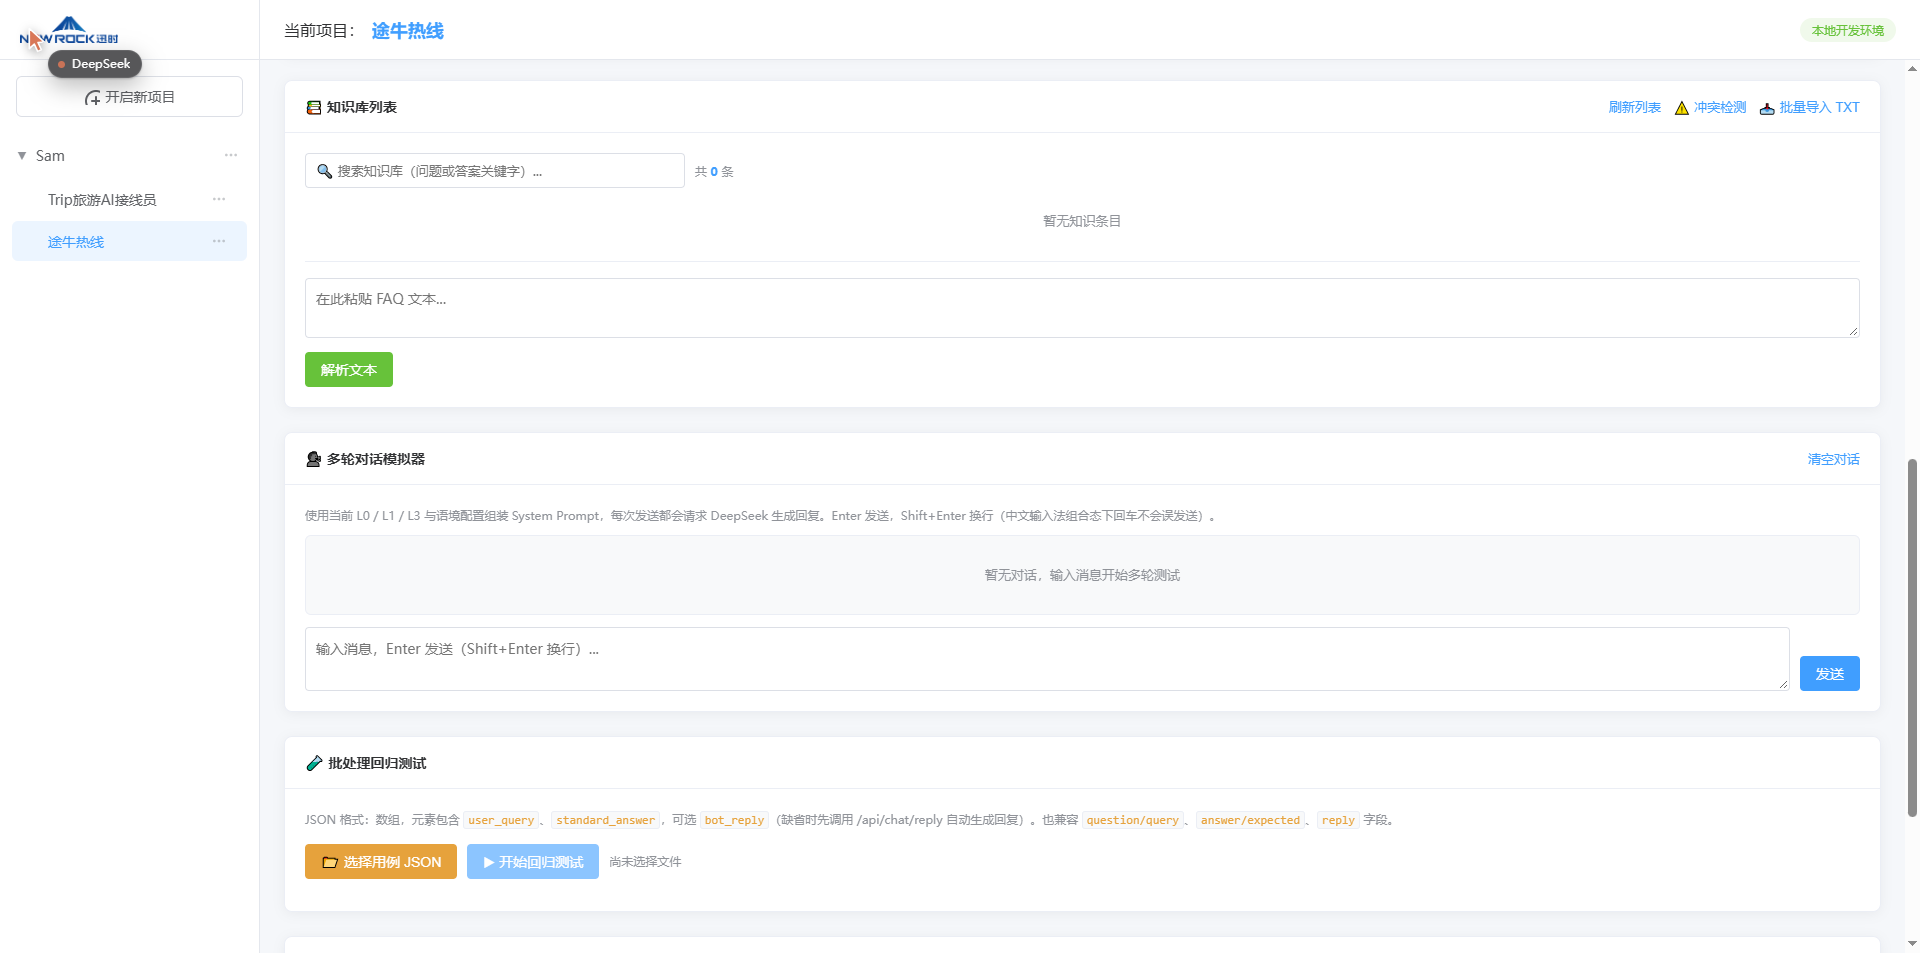 NEWROCK 迅时
DeepSeek
开启新项目
Sam
Trip旅游AI接线员
途牛热线
当前项目： 途牛热线
本地开发环境
知识库列表
刷新列表 冲突检测 批量导入 TXT
搜索知识库（问题或答案关键字）...
共 0 条
暂无知识条目
在此粘贴 FAQ 文本...
解析文本
多轮对话模拟器
清空对话
使用当前 L0 / L1 / L3 与语境配置组装 System Prompt，每次发送都会请求 DeepSeek 生成回复。Enter 发送，Shift+Enter 换行（中文输入法组合态下回车不会误发送）。
暂无对话，输入消息开始多轮测试
输入消息，Enter 发送（Shift+Enter 换行）...
发送
批处理回归测试
JSON 格式：数组，元素包含 user_query、standard_answer，可选 bot_reply（缺省时先调用 /api/chat/reply 自动生成回复）。也兼容 question/query、answer/expected、reply 字段。
选择用例 JSON
开始回归测试
尚未选择文件